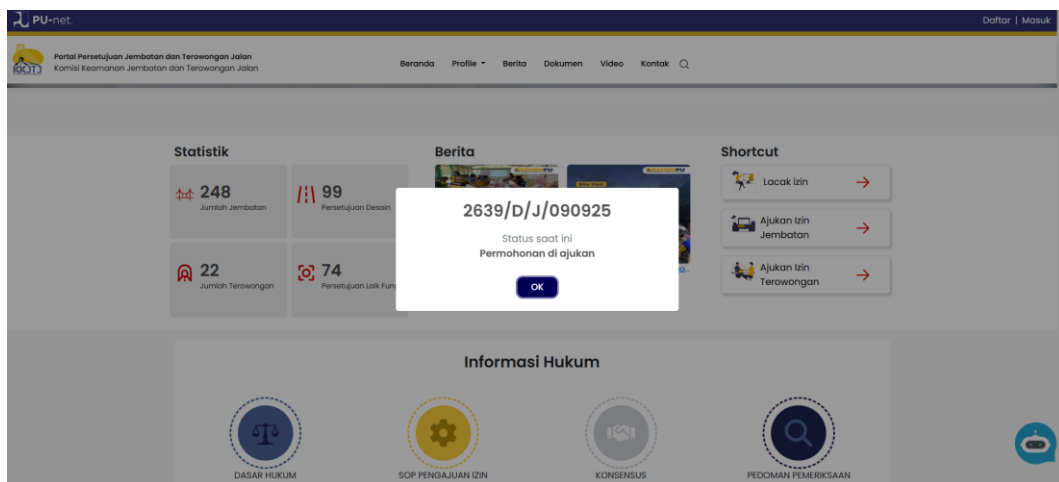 PU-net.
Daftar | Masuk
KKJTJ
Portal Persetujuan Jembatan dan Terowongan Jalan
Komisi Keamanan Jembatan dan Terowongan Jalan
Beranda Profile Berita Dokumen Video Kontak
Statistik
248
Jumlah Jembatan
99
Persetujuan Desain
22
Jumlah Terowongan
74
Persetujuan Laik Fung
Berita
Shortcut
Lacak izin
Ajukan Izin
Jembatan
Ajukan Izin
Terowongan
2639/D/J/090925
Status saat ini
Permohonan di ajukan
OK
Informasi Hukum
DASAR HUKUM
SOP PENGAJUAN IZIN
KONSENSUS
PEDOMAN PEMERIKSAAN